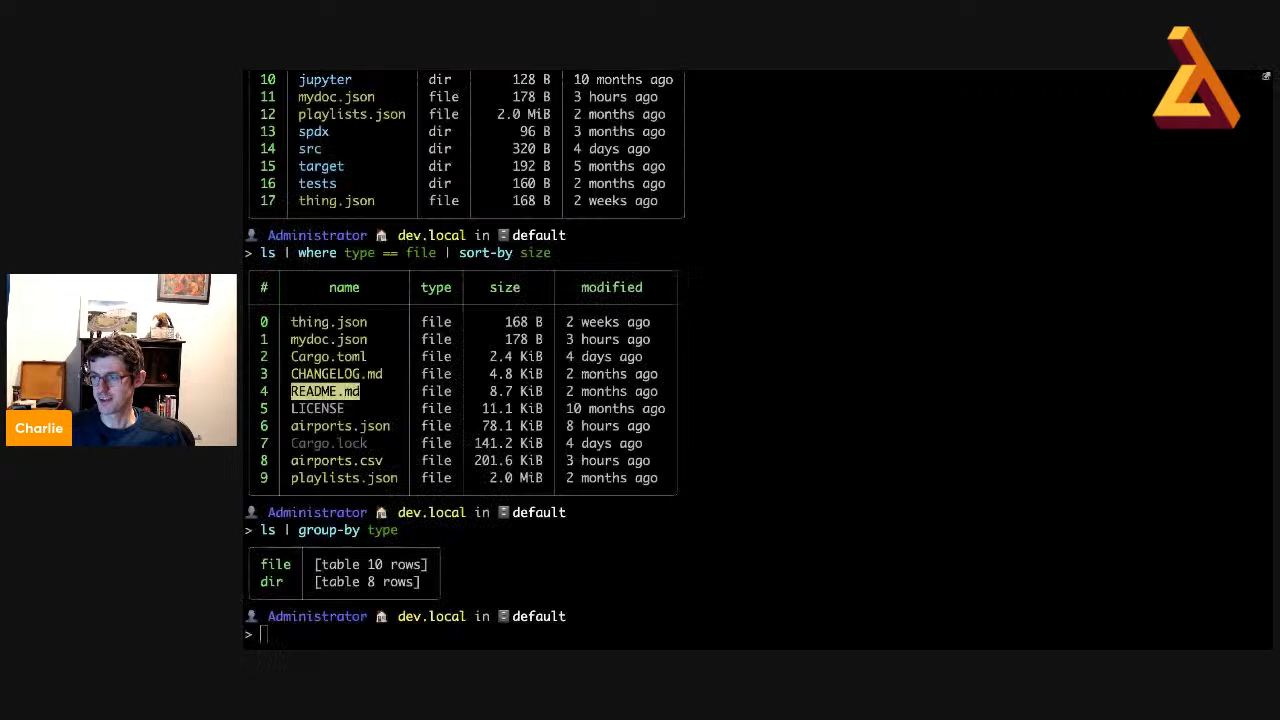 10 jupyter dir 128 B 10 months ago
11 mydoc.json file 178 B 3 hours ago
12 playlists.json file 2.0 MiB 2 months ago
13 spdx dir 96 B 3 months ago
14 src dir 320 B 4 days ago
15 target dir 192 B 5 months ago
16 tests dir 160 B 2 months ago
17 thing.json file 168 B 2 weeks ago
Administrator dev.local in default
> ls | where type == file | sort-by size
# name type size modified
0 thing.json file 168 B 2 weeks ago
1 mydoc.json file 178 B 3 hours ago
2 Cargo.toml file 2.4 KiB 4 days ago
3 CHANGELOG.md file 4.8 KiB 2 months ago
4 README.md file 8.7 KiB 2 months ago
5 LICENSE file 11.1 KiB 10 months ago
6 airports.json file 78.1 KiB 8 hours ago
7 Cargo.lock file 141.2 KiB 4 days ago
8 airports.csv file 201.6 KiB 3 hours ago
9 playlists.json file 2.0 MiB 2 months ago
Administrator dev.local in default
> ls | group-by type
file [table 10 rows]
dir [table 8 rows]
Administrator dev.local in default
>
Charlie